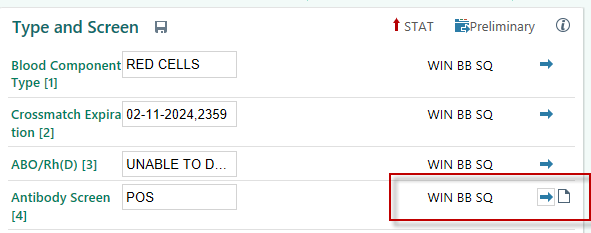 Type and Screen STAT Preliminary
Blood Component Type [1] RED CELLS WIN BB SQ
Crossmatch Expira
tion [2] 02-11-2024,2359 WIN BB SQ
ABO/Rh(D) [3] UNABLE TO D... WIN BB SQ
Antibody Screen [4] POS WIN BB SQ